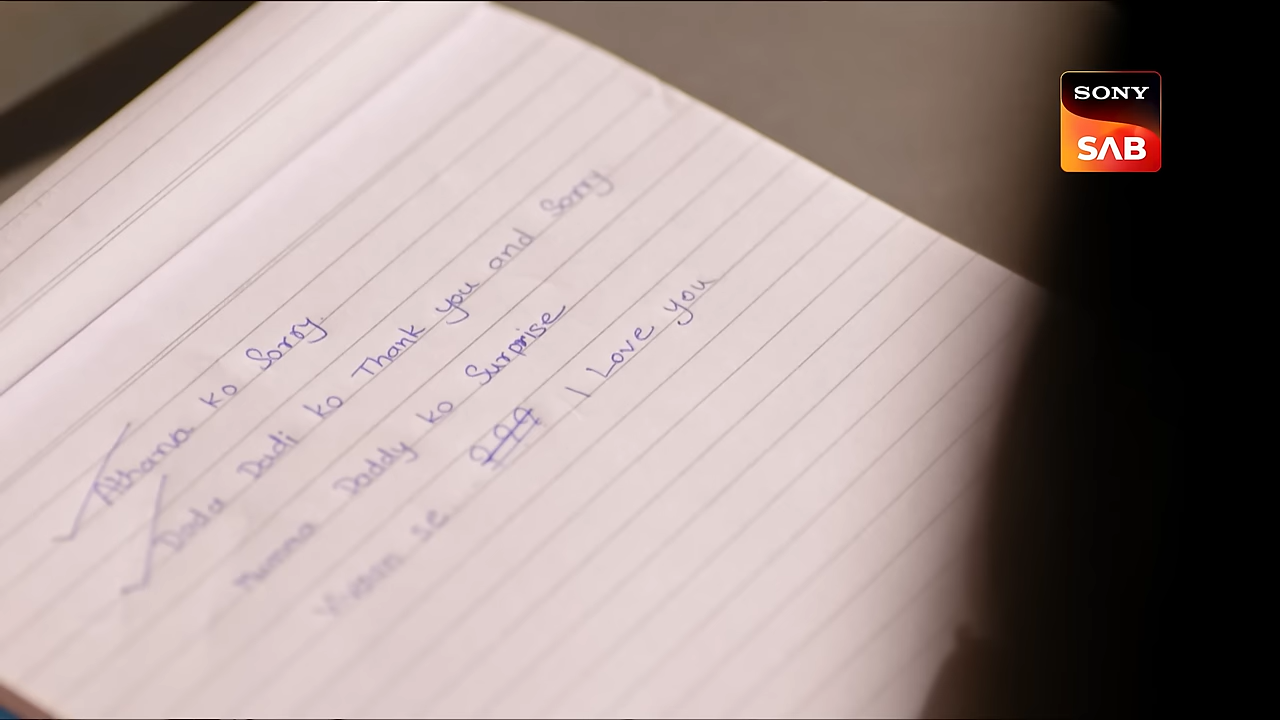 SONY
SAB
Atharva ko Sorry
Dada Dadi ko Thank you and Sorry
Mumma Daddy ko Surprise
Vivaan se I Love you